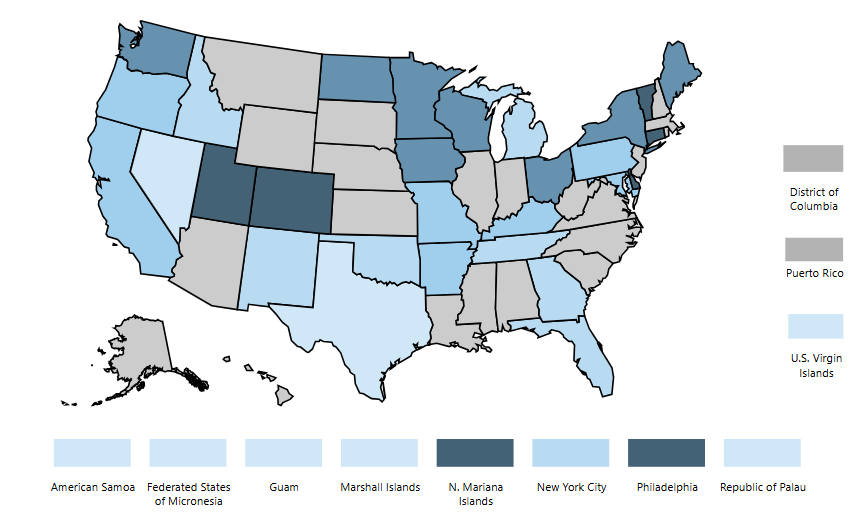 District of
Columbia
Puerto Rico
U.S. Virgin
Islands
American Samoa
Federated States
of Micronesia
Guam
Marshall Islands
N. Mariana
Islands
New York City
Philadelphia
Republic of Palau